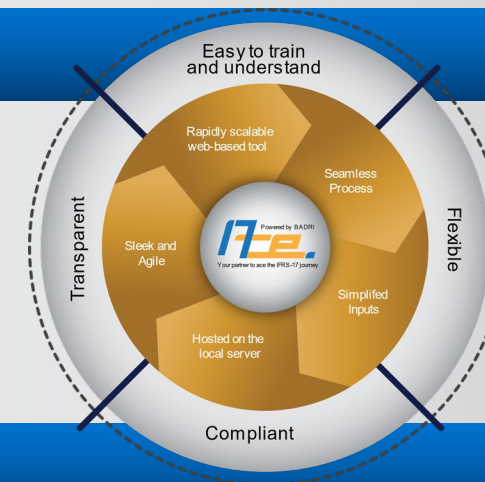 Easy to train
and understand
Rapidly scalable
web-based tool
Seamless
Process
Powered by BADRI
I7ce.
Your partner to ace the IFRS-17 journey
Transparent
Sleek and
Agile
Flexible
Simplifed
Inputs
Hosted on the
local server
Compliant